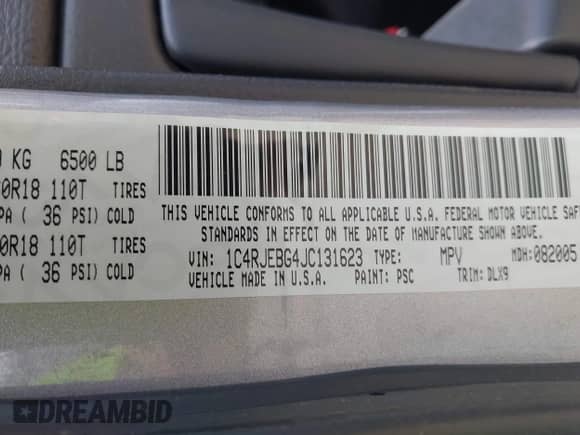 KG 6500 LB
0R18 110T TIRES
PA ( 36 PSI) COLD
0R18 110T TIRES
PA ( 36 PSI) COLD
THIS VEHICLE CONFORMS TO ALL APPLICABLE U.S.A. FEDERAL MOTOR VEHICLE SAFE
STANDARDS IN EFFECT ON THE DATE OF MANUFACTURE SHOWN ABOVE.
VIN: 1C4RJEBG4JC131623 TYPE: MPV MDH: 082005
VEHICLE MADE IN U.S.A. PAINT: PSC TRIM: DLX9
DREAMBID